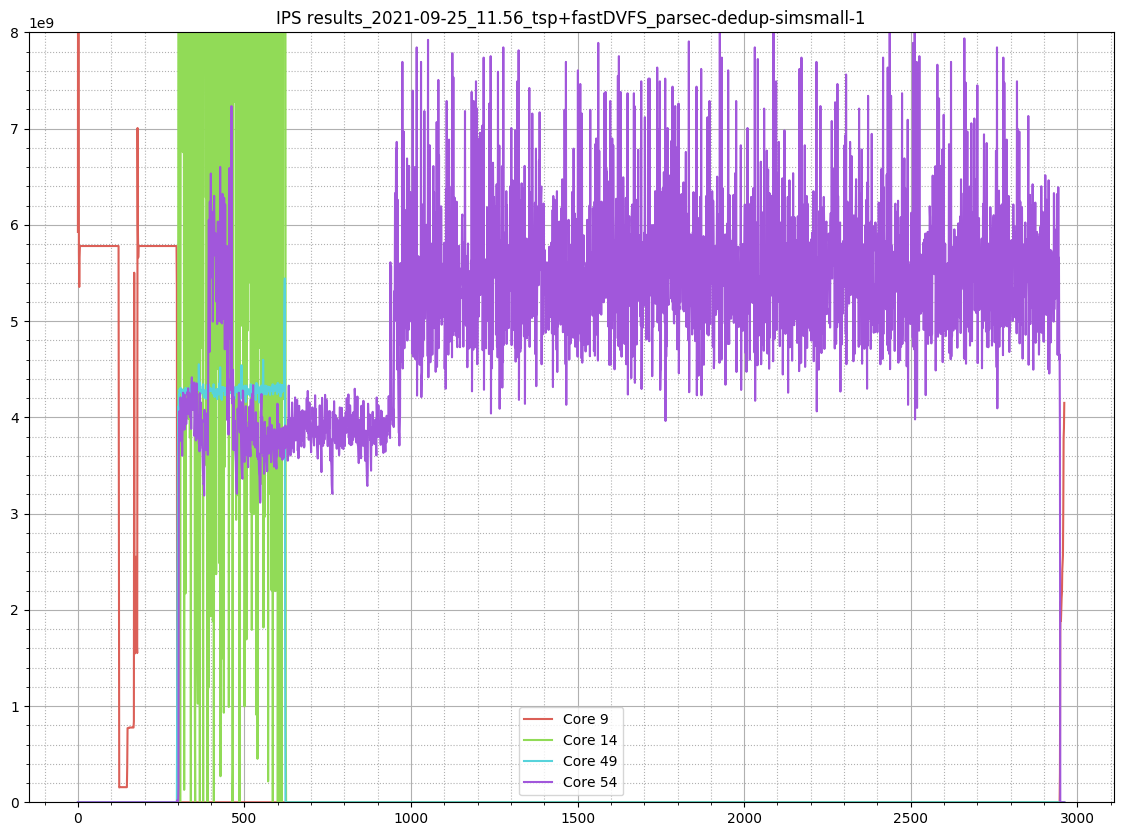 IPS results_2021-09-25_11.56_tsp+fastDVFS_parsec-dedup-simsmall-1
1e9
8
7
6
5
4
3
2
1
0
Core 9
Core 14
Core 49
Core 54
0 500 1000 1500 2000 2500 3000